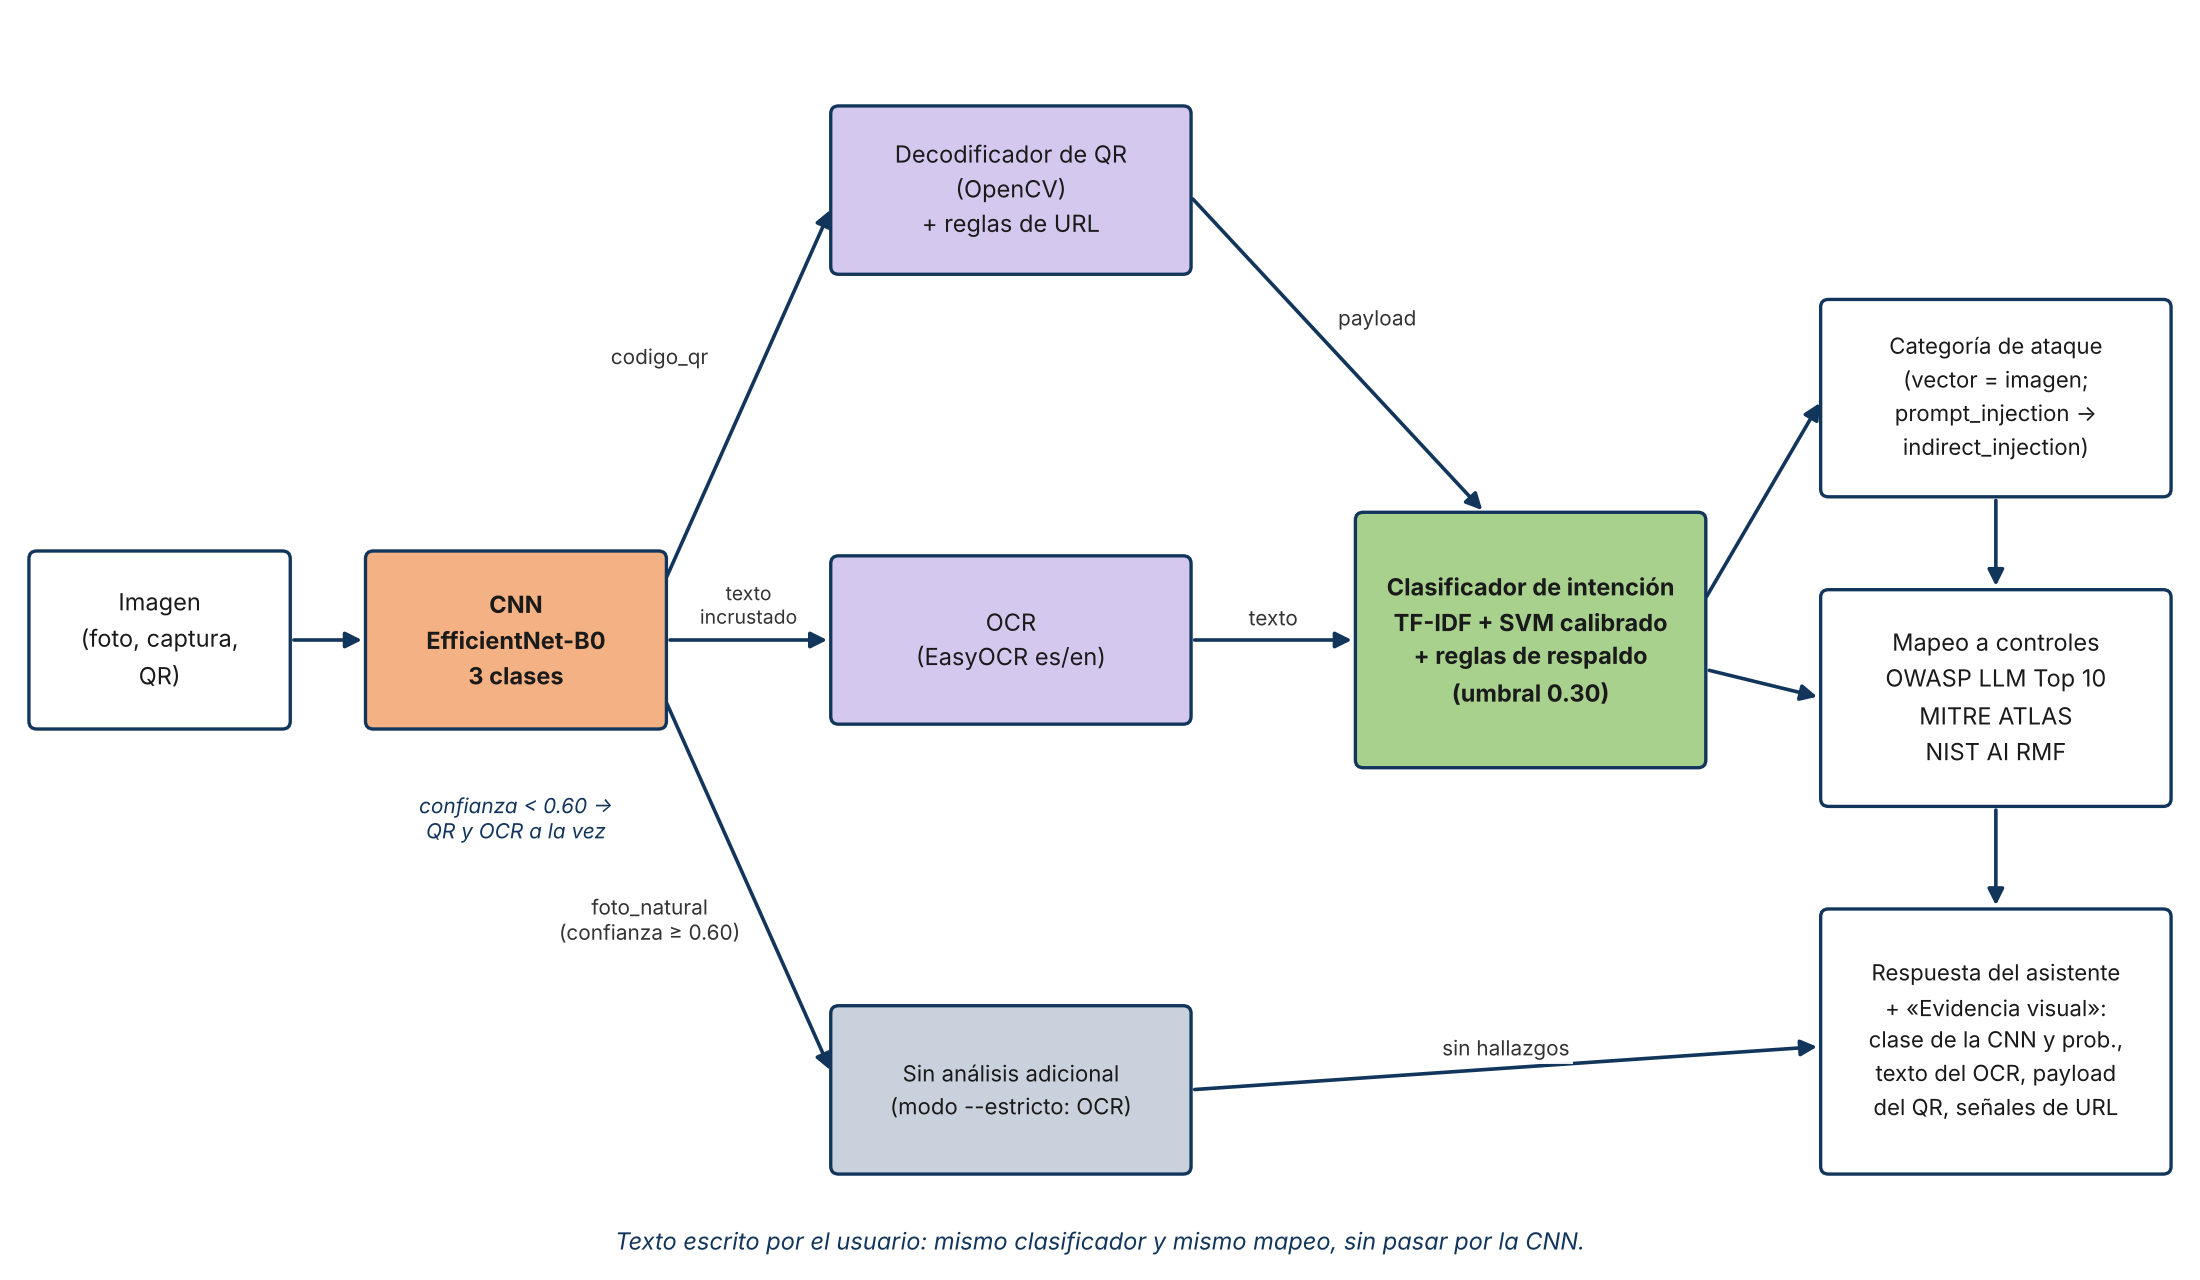 Decodificador de QR
(OpenCV)
+ reglas de URL
codigo_qr
payload
Categoría de ataque
(vector = imagen;
prompt_injection →
indirect_injection)
Imagen
(foto, captura,
QR)
CNN
EfficientNet-B0
3 clases
texto
incrustado
OCR
(EasyOCR es/en)
texto
Clasificador de intención
TF-IDF + SVM calibrado
+ reglas de respaldo
(umbral 0.30)
Mapeo a controles
OWASP LLM Top 10
MITRE ATLAS
NIST AI RMF
confianza < 0.60 →
QR y OCR a la vez
foto_natural
(confianza ≥ 0.60)
Sin análisis adicional
(modo --estricto: OCR)
sin hallazgos
Respuesta del asistente
+ «Evidencia visual»:
clase de la CNN y prob.,
texto del OCR, payload
del QR, señales de URL
Texto escrito por el usuario: mismo clasificador y mismo mapeo, sin pasar por la CNN.